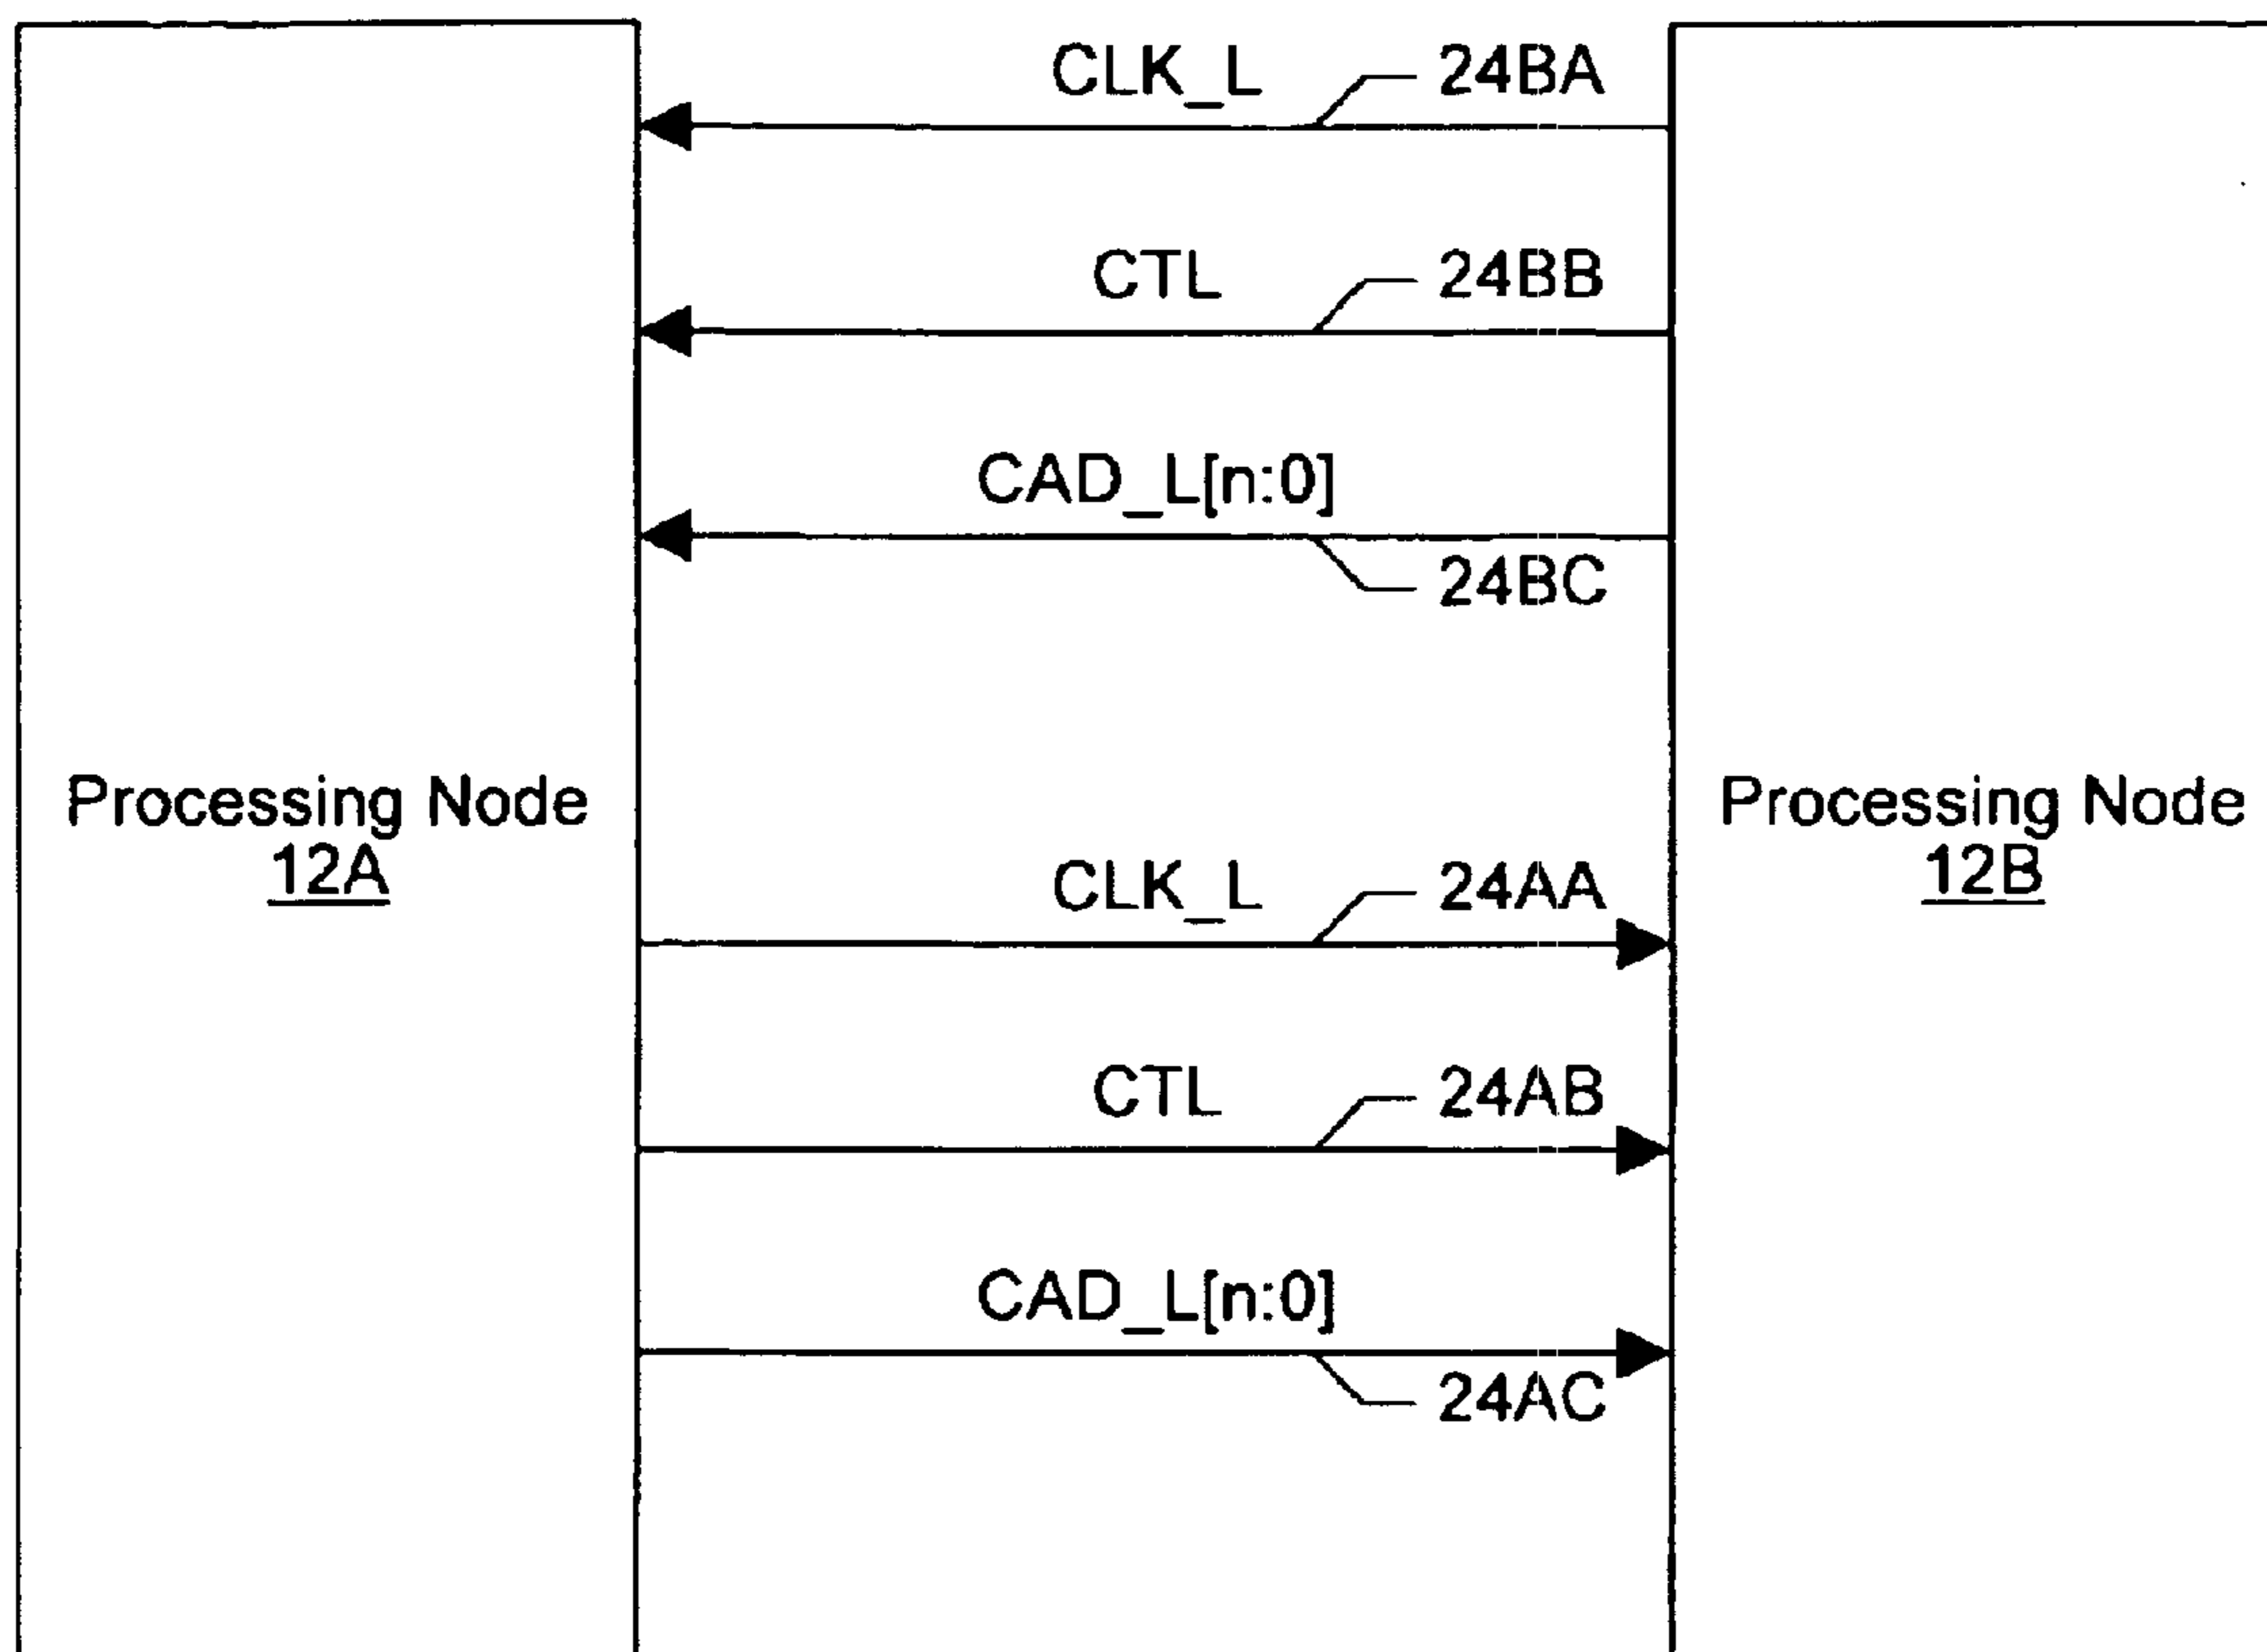 CLK_L
24BA
CTL
24BB
CAD_L[n:0]
24BC
Processing Node
12A
Processing Node
12B
CLK_L
24AA
CTL
24AB
CAD_L[n:0]
24AC